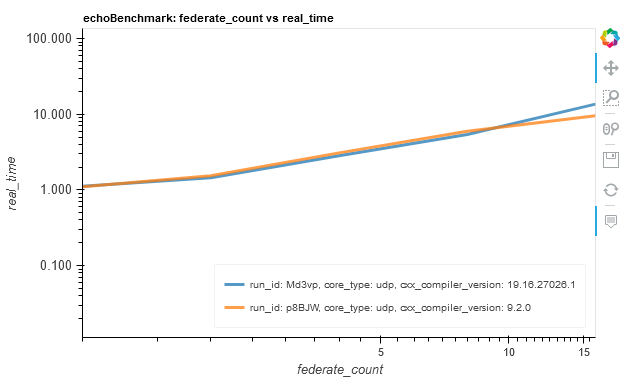 echoBenchmark: federate_count vs real_time
100.000
10.000
1.000
0.100
real_time
run_id: Md3vp, core_type: udp, cxx_compiler_version: 19.16.27026.1
run_id: p8BJW, core_type: udp, cxx_compiler_version: 9.2.0
5
10
15
federate_count